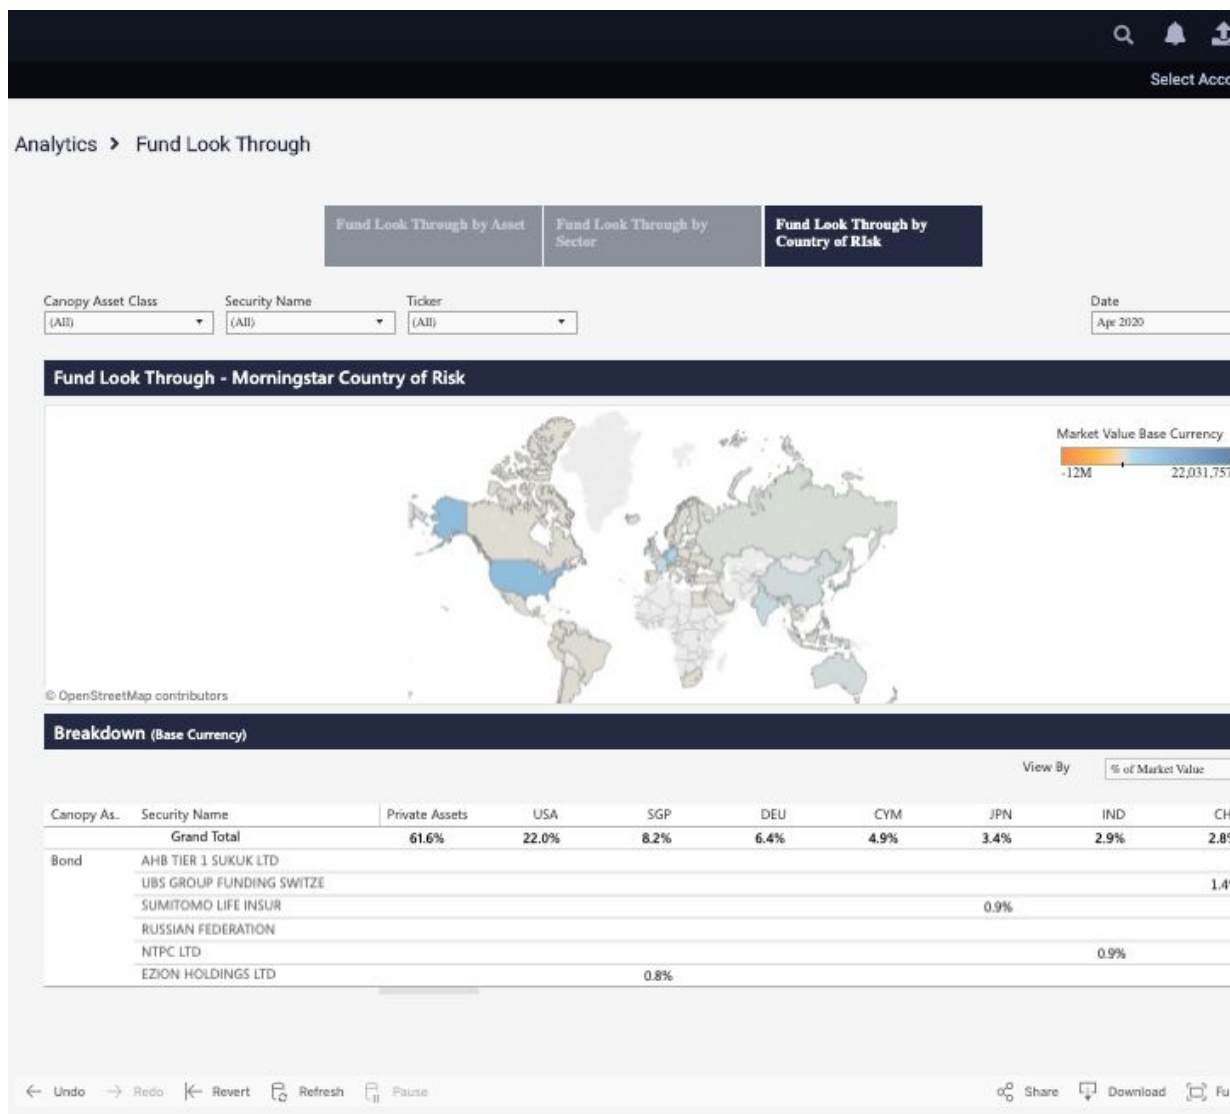 Select Acco
Analytics > Fund Look Through
Fund Look Through by Asset
Fund Look Through by
Sector
Fund Look Through by
Country of RIsk
Canopy Asset Class
Security Name
Ticker
Date
(All)
(All)
(All)
Apr 2020
Fund Look Through - Morningstar Country of Risk
Market Value Base Currency
-12M 22,031,757
© OpenStreetMap contributors
Breakdown (Base Currency)
View By % of Market Value
Canopy As.. Security Name Private Assets USA SGP DEU CYM JPN IND CH
Grand Total 61.6% 22.0% 8.2% 6.4% 4.9% 3.4% 2.9% 2.8%
Bond AHB TIER 1 SUKUK LTD
UBS GROUP FUNDING SWITZE 1.4
SUMITOMO LIFE INSUR 0.9%
RUSSIAN FEDERATION
NTPC LTD 0.9%
EZION HOLDINGS LTD 0.8%
Undo Redo Revert Refresh Pause Share Download Fu